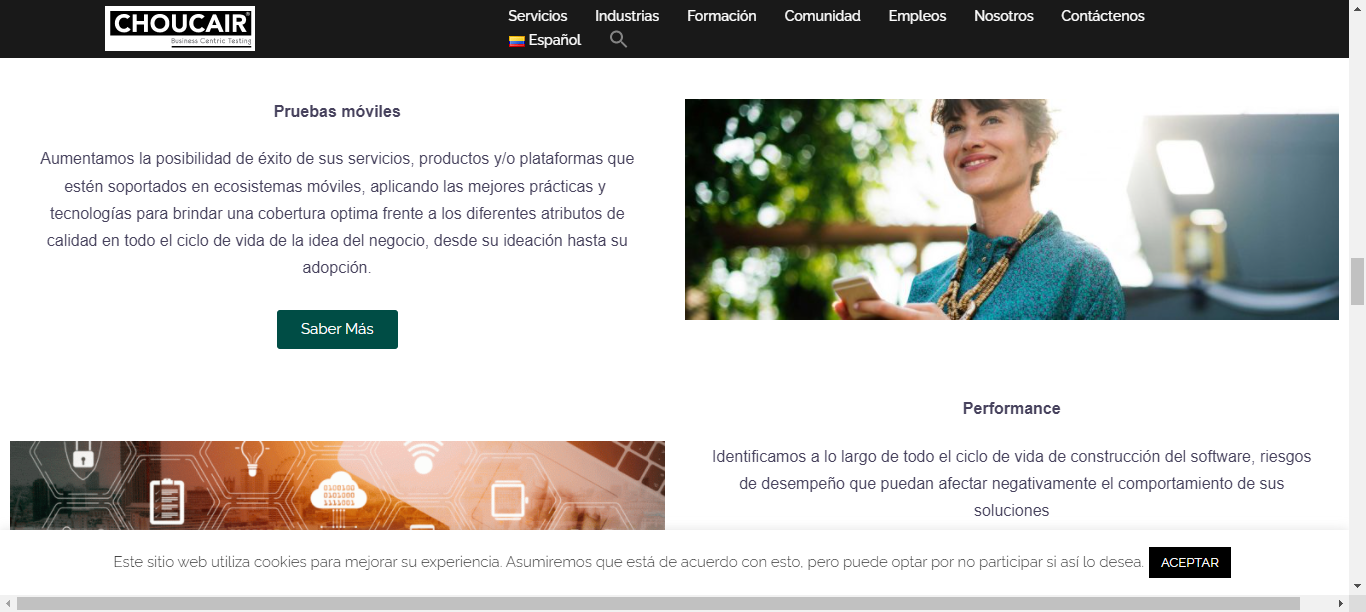 CHOUCAIR
Business Centric Testing
Servicios Industrias Formación Comunidad Empleos Nosotros Contáctenos
Español
Pruebas móviles
Aumentamos la posibilidad de éxito de sus servicios, productos y/o plataformas que
estén soportados en ecosistemas móviles, aplicando las mejores prácticas y
tecnologías para brindar una cobertura optima frente a los diferentes atributos de
calidad en todo el ciclo de vida de la idea del negocio, desde su ideación hasta su
adopción.
Saber Más
Performance
Identificamos a lo largo de todo el ciclo de vida de construcción del software, riesgos
de desempeño que puedan afectar negativamente el comportamiento de sus
soluciones
0100100
0101000
1111001
Este sitio web utiliza cookies para mejorar su experiencia. Asumiremos que está de acuerdo con esto, pero puede optar por no participar si así lo desea. ACEPTAR